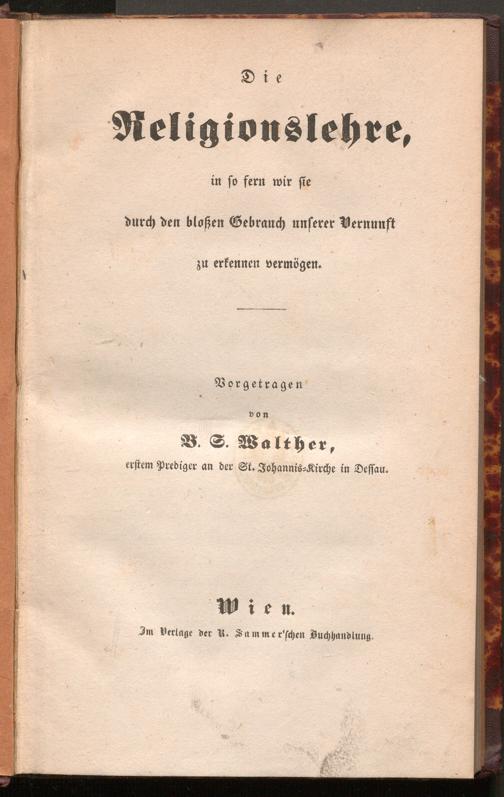 Die
Religionslehre,
in so fern wir sie
durch den bloßen Gebrauch unserer Vernunft
zu erkennen vermögen.
Vorgetragen
von
B. S. Walther,
erstem Prediger an der St. Johannis-Kirche in Dessau.
Wien.
Im Verlage der R. Sammer'schen Buchhandlung.